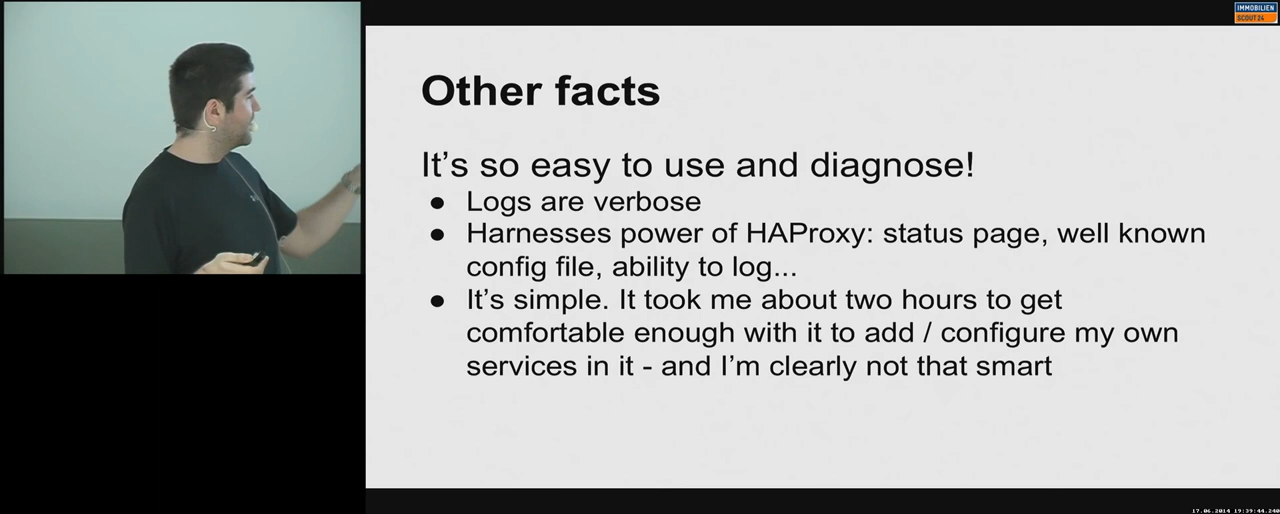 IMMOBILIEN
SCOUT24
Other facts
It's so easy to use and diagnose!
● Logs are verbose
● Harnesses power of HAProxy: status page, well known
config file, ability to log...
● It's simple. It took me about two hours to get
comfortable enough with it to add / configure my own
services in it - and I'm clearly not that smart
17.06.2014 19:39:44.240